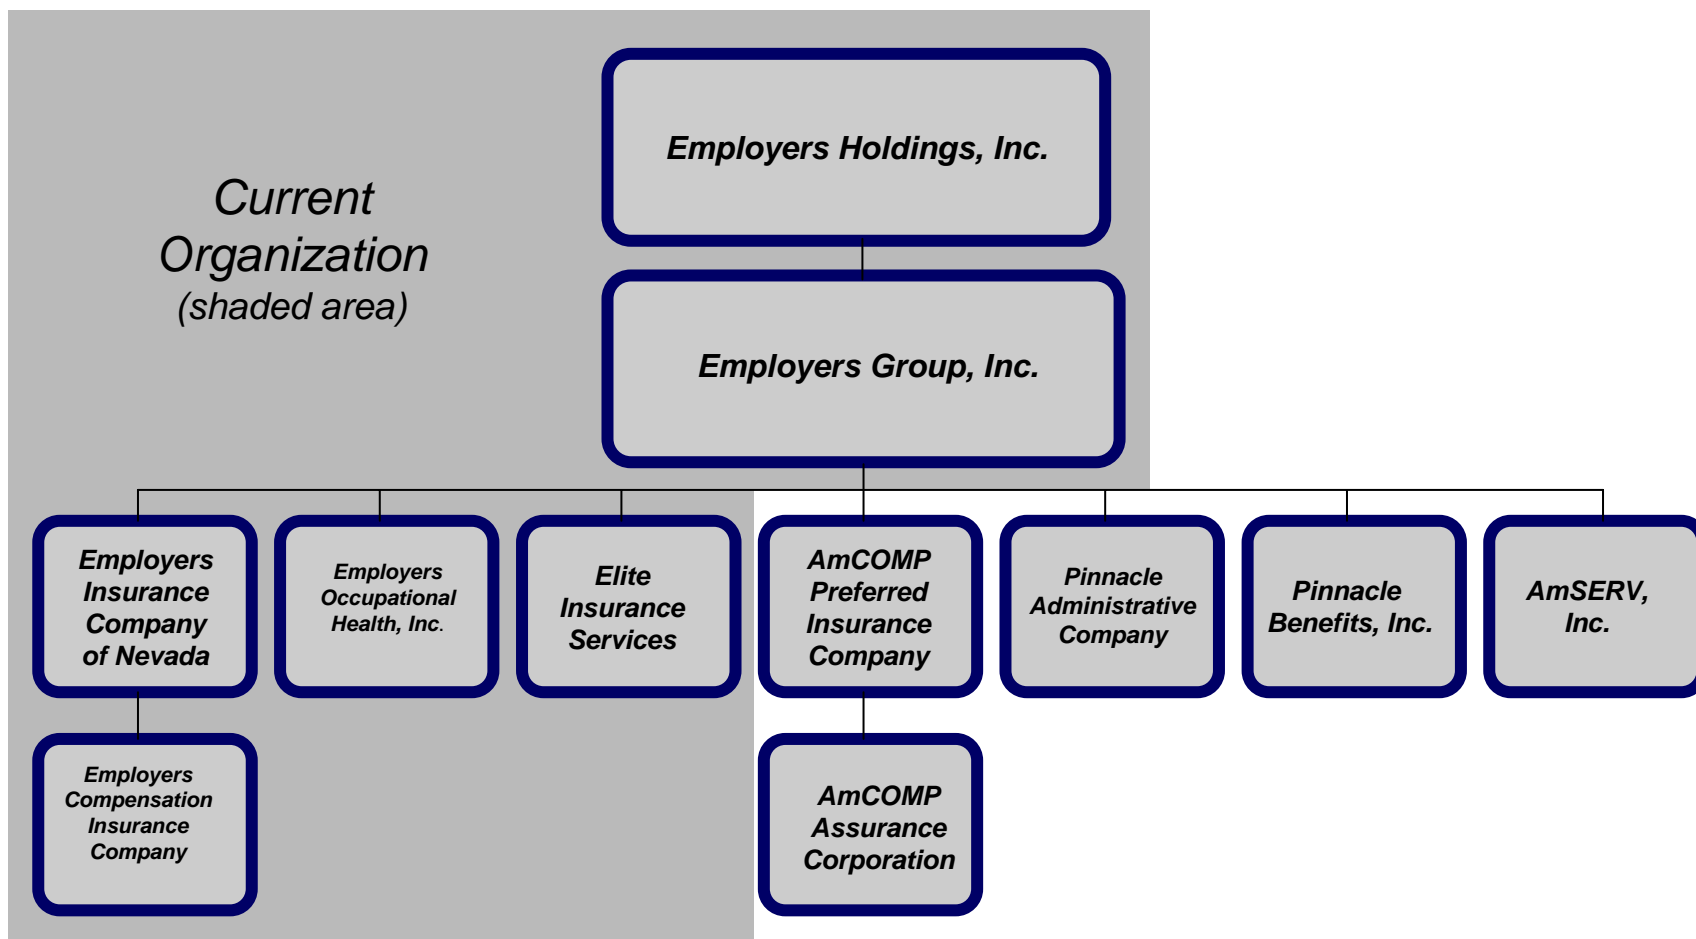 Employers Holdings, Inc.
Current
Organization
(shaded area)
Employers Group, Inc.
Employers
Insurance
Company
of Nevada
Employers
Occupational
Health, Inc.
Elite
Insurance
Services
AmCOMP
Preferred
Insurance
Company
Pinnacle
Administrative
Company
Pinnacle
Benefits, Inc.
AmSERV,
Inc.
Employers
Compensation
Insurance
Company
AmCOMP
Assurance
Corporation